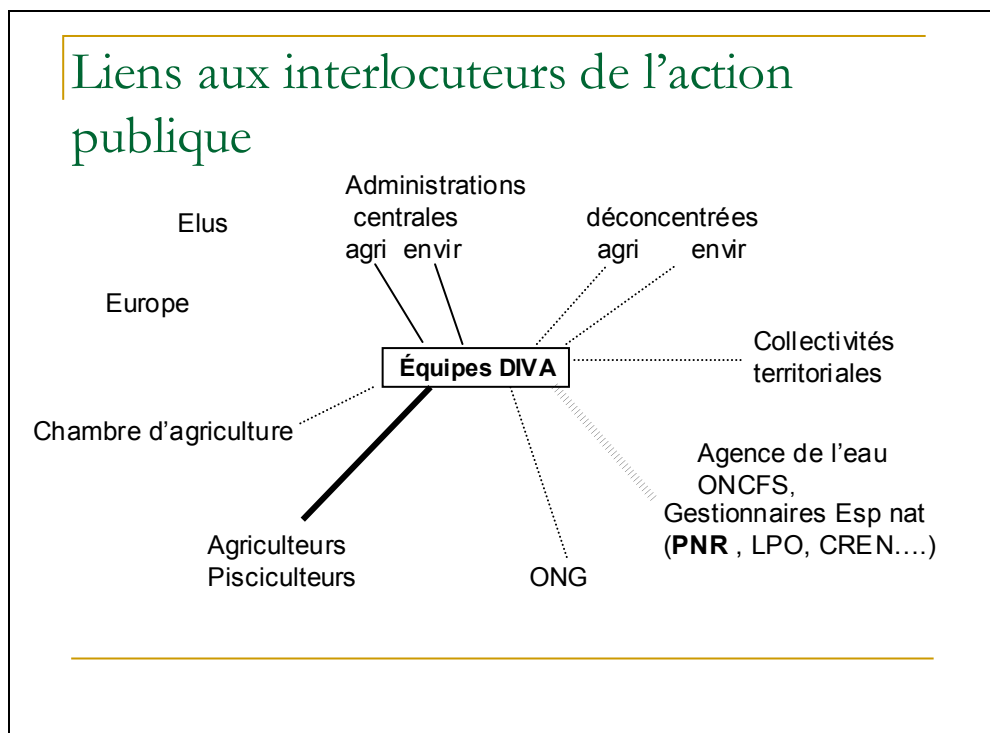 Liens aux interlocuteurs de l’action
publique
Administrations
centrales
agri envir
Elus
déconcentrées
agri envir
Europe
Équipes DIVA
Collectivités
territoriales
Chambre d’agriculture
Agence de l’eau
ONCFS,
Gestionnaires Esp nat
(PNR , LPO, CREN….)
Agriculteurs
Pisciculteurs
ONG